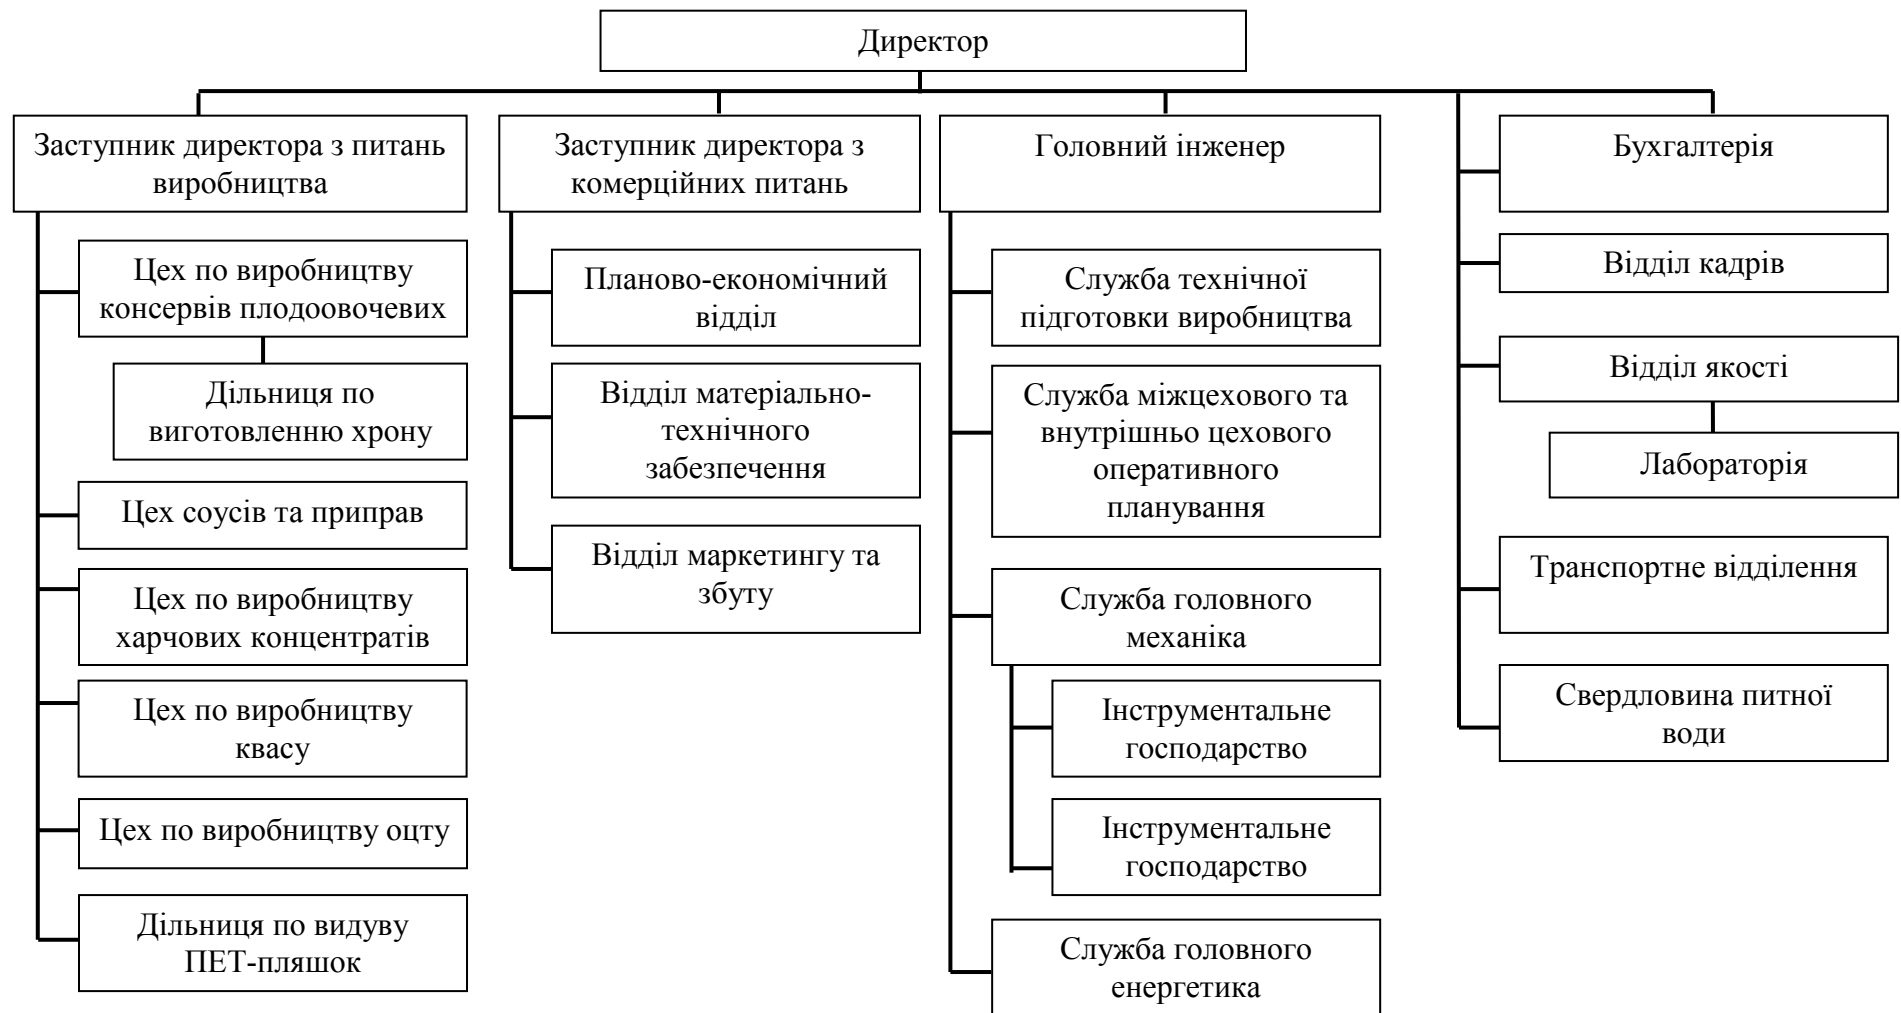 Директор
Заступник директора з питань
виробництва
Цех по виробництву
консервів плодоовочевих
Дільниця по
виготовленню хрону
Цех соусів та приправ
Цех по виробництву
харчових концентратів
Цех по виробництву
квасу
Цех по виробництву оцту
Дільниця по видуву
ПЕТ-пляшок
Заступник директора з
комерційних питань
Планово-економічний
відділ
Відділ матеріально-
технічного
забезпечення
Відділ маркетингу та
збуту
Головний інженер
Служба технічної
підготовки виробництва
Служба міжцехового та
внутрішньо цехового
оперативного
планування
Служба головного
механіка
Інструментальне
господарство
Інструментальне
господарство
Служба головного
енергетика
Бухгалтерія
Відділ кадрів
Відділ якості
Лабораторія
Транспортне відділення
Свердловина питної
води